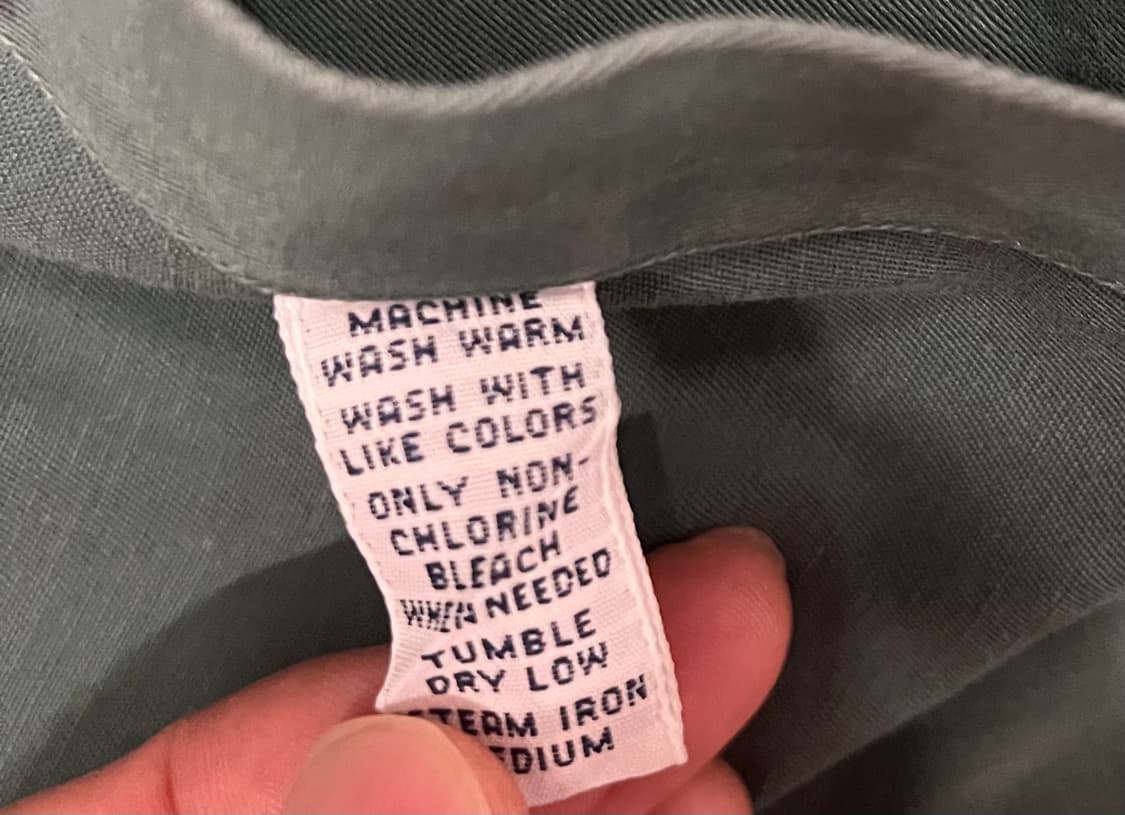 MACHINE
WASH WARM
WASH WITH
LIKE COLORS
ONLY NON-
CHLORINE
BLEACH
WHEN NEEDED
TUMBLE
DRY LOW
STEAM IRON
MEDIUM